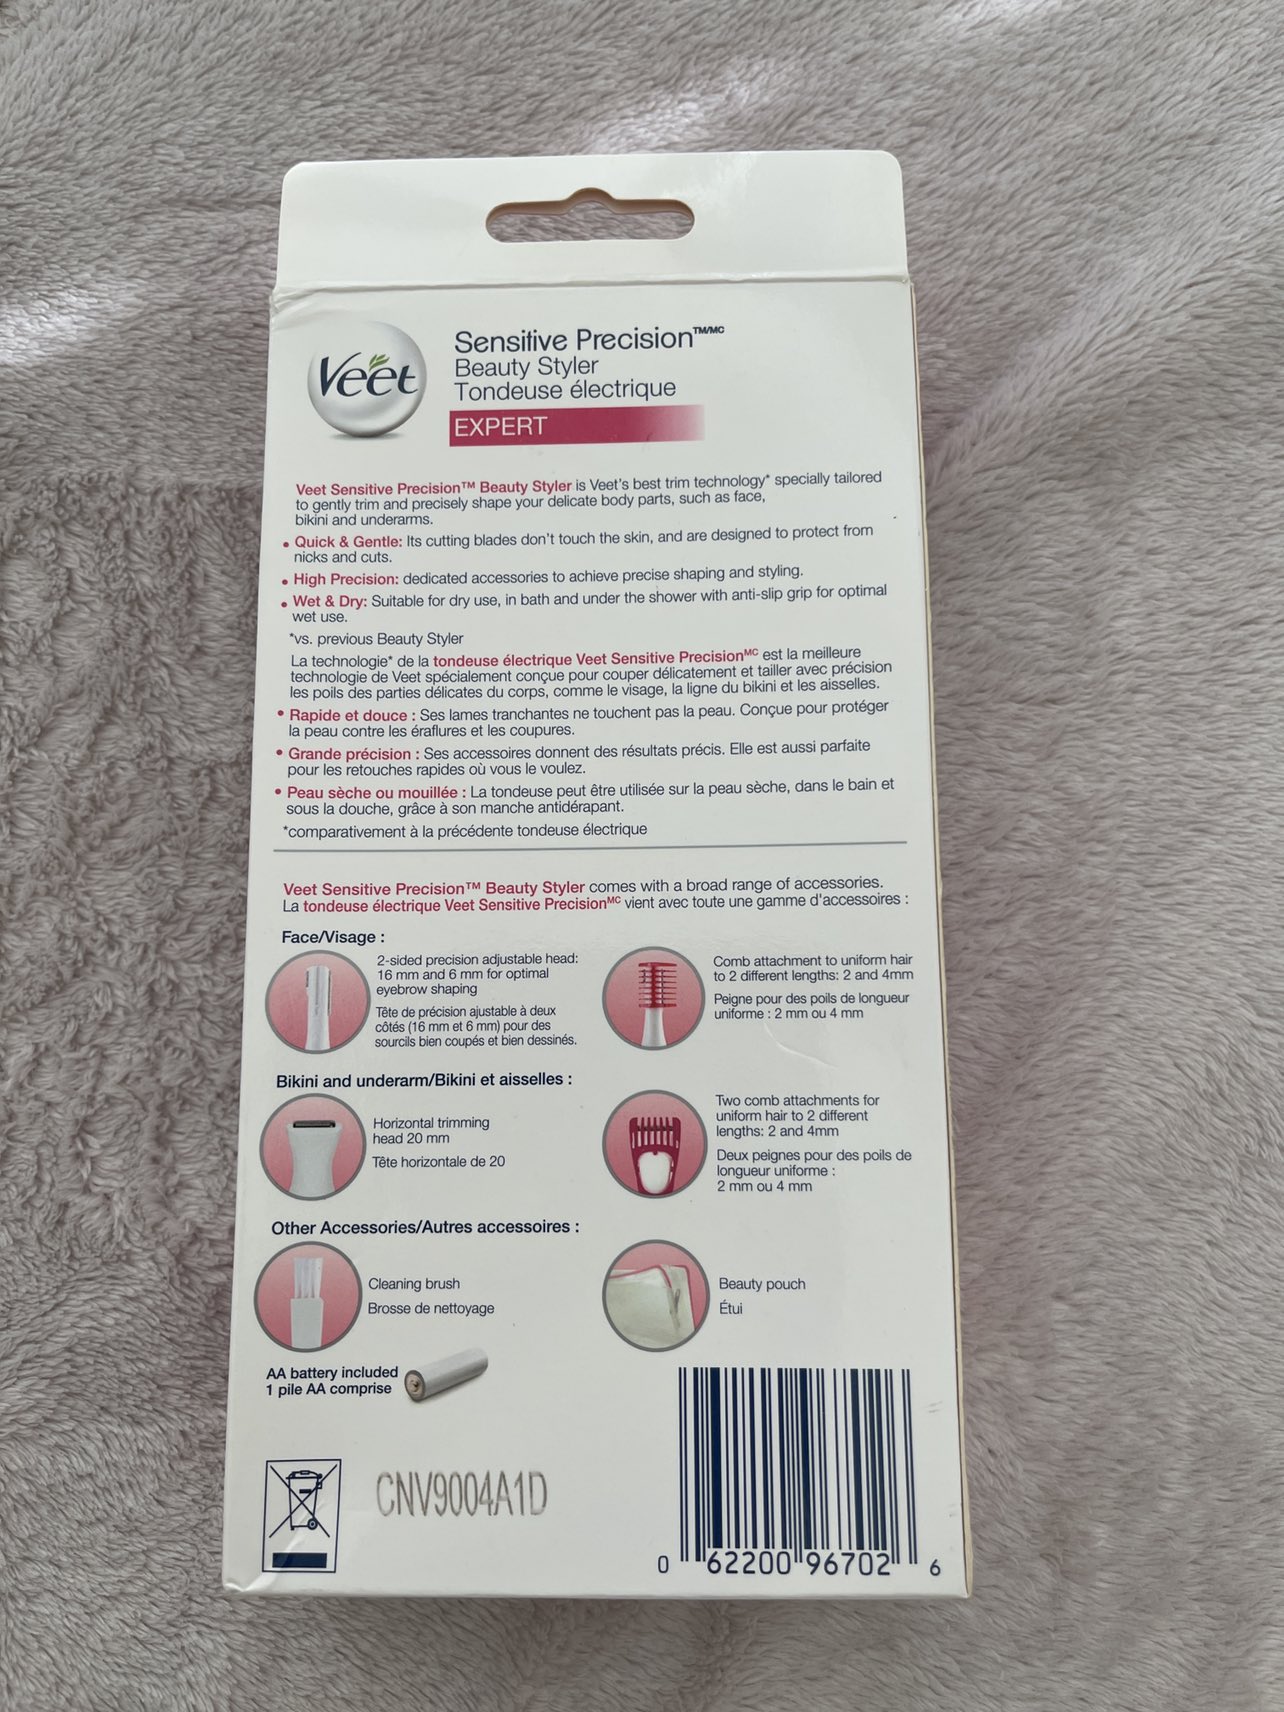 Veet
Sensitive Precision™/MC
Beauty Styler
Tondeuse électrique
EXPERT
Veet Sensitive Precision™ Beauty Styler is Veet's best trim technology* specially tailored
to gently trim and precisely shape your delicate body parts, such as face,
bikini and underarms.
• Quick & Gentle: Its cutting blades don't touch the skin, and are designed to protect from
nicks and cuts.
• High Precision: dedicated accessories to achieve precise shaping and styling.
• Wet & Dry: Suitable for dry use, in bath and under the shower with anti-slip grip for optimal
wet use.
*vs. previous Beauty Styler
La technologie* de la tondeuse électrique Veet Sensitive Precisionᴹᶜ est la meilleure
technologie de Veet spécialement conçue pour couper délicatement et tailler avec précision
les poils des parties délicates du corps, comme le visage, la ligne du bikini et les aisselles.
• Rapide et douce : Ses lames tranchantes ne touchent pas la peau. Conçue pour protéger
la peau contre les éraflures et les coupures.
• Grande précision : Ses accessoires donnent des résultats précis. Elle est aussi parfaite
pour les retouches rapides où vous le voulez.
• Peau sèche ou mouillée : La tondeuse peut être utilisée sur la peau sèche, dans le bain et
sous la douche, grâce à son manche antidérapant.
*comparativement à la précédente tondeuse électrique
Veet Sensitive Precision™ Beauty Styler comes with a broad range of accessories.
La tondeuse électrique Veet Sensitive Precisionᴹᶜ vient avec toute une gamme d'accessoires :
Face/Visage :
2-sided precision adjustable head:
16 mm and 6 mm for optimal
eyebrow shaping
Tête de précision ajustable à deux
côtés (16 mm et 6 mm) pour des
sourcils bien coupés et bien dessinés.
Comb attachment to uniform hair
to 2 different lengths: 2 and 4mm
Peigne pour des poils de longueur
uniforme : 2 mm ou 4 mm
Bikini and underarm/Bikini et aisselles :
Horizontal trimming
head 20 mm
Tête horizontale de 20
Two comb attachments for
uniform hair to 2 different
lengths: 2 and 4mm
Deux peignes pour des poils de
longueur uniforme :
2 mm ou 4 mm
Other Accessories/Autres accessoires :
Cleaning brush
Brosse de nettoyage
Beauty pouch
Étui
AA battery included
1 pile AA comprise
CNV9004A1D
0 62200 96702 6